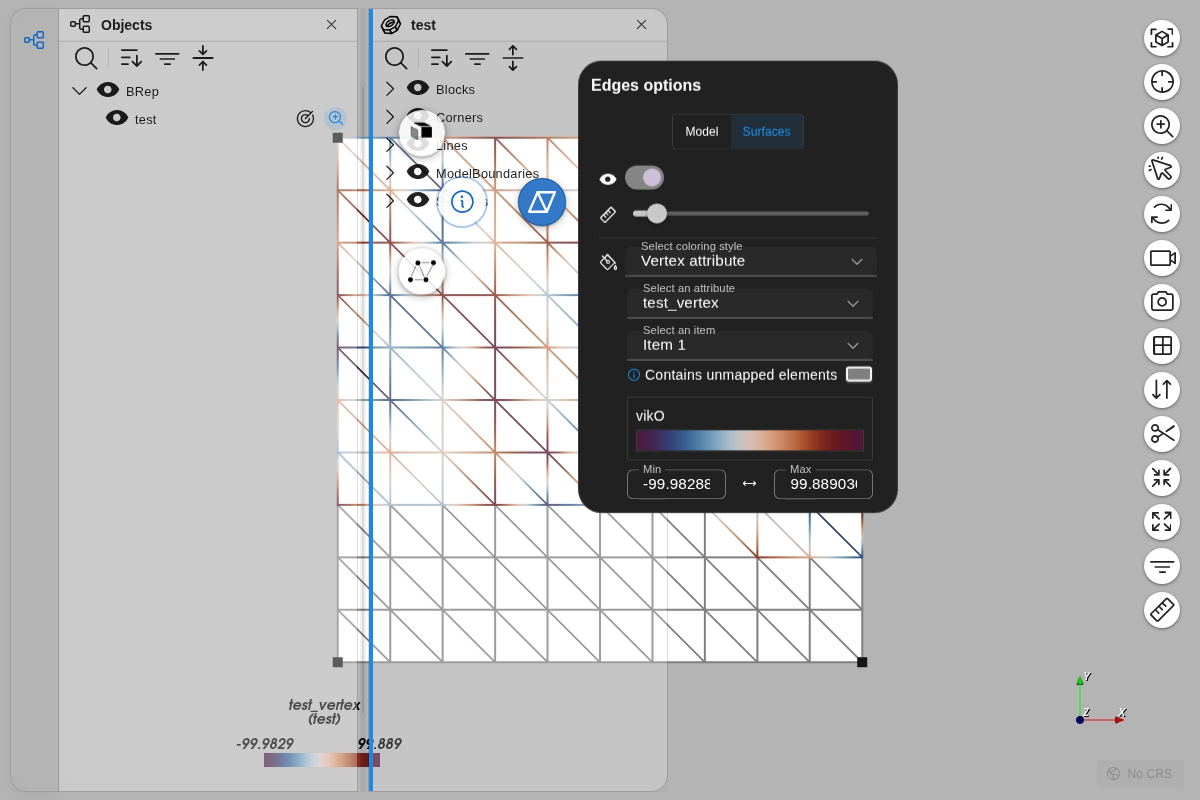 Objects
test
BRep
test
Blocks
Corners
Lines
ModelBoundaries
Edges options
Model
Surfaces
Select coloring style
Vertex attribute
Select an attribute
test_vertex
Select an item
Item 1
Contains unmapped elements
vikO
Min
-99.98288
Max
99.88903
test_vertex
(test)
-99.9829
99.889
Y
Z
X
No CRS